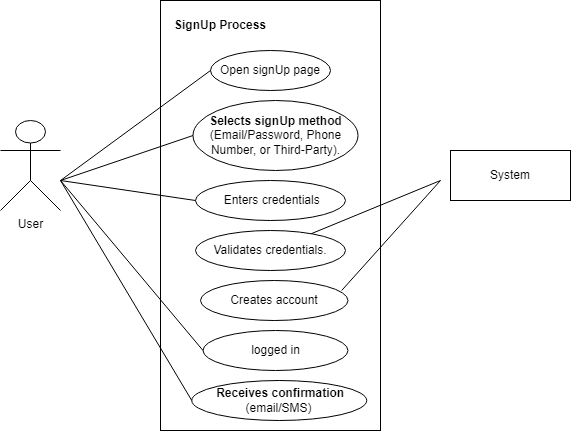 SignUp Process
Open signUp page
Selects signUp method
(Email/Password, Phone
Number, or Third-Party).
Enters credentials
System
User
Validates credentials.
Creates account
logged in
Receives confirmation
(email/SMS)